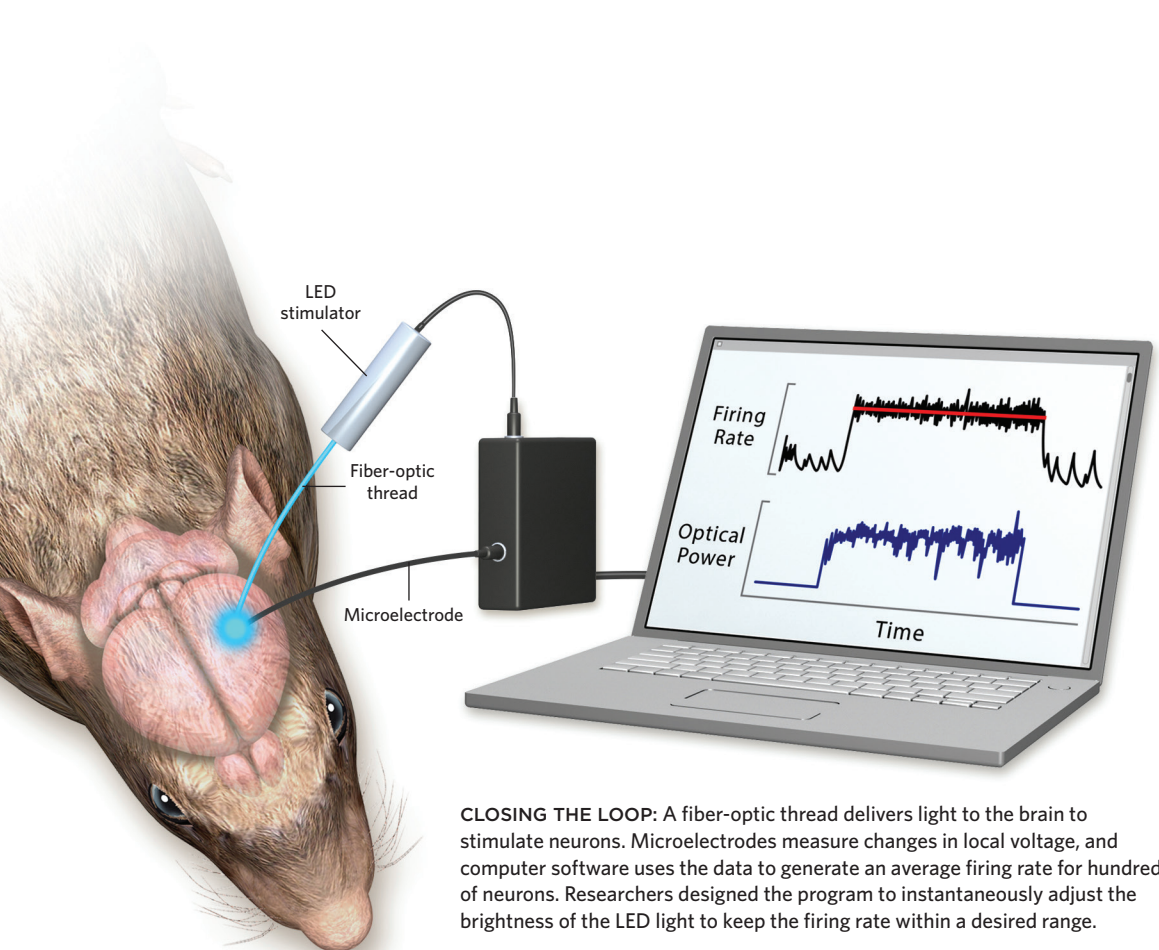 LED
stimulator
Fiber-optic
thread
Microelectrode
Firing
Rate
Optical
Power
Time
CLOSING THE LOOP: A fiber-optic thread delivers light to the brain to
stimulate neurons. Microelectrodes measure changes in local voltage, and
computer software uses the data to generate an average firing rate for hundred
of neurons. Researchers designed the program to instantaneously adjust the
brightness of the LED light to keep the firing rate within a desired range.